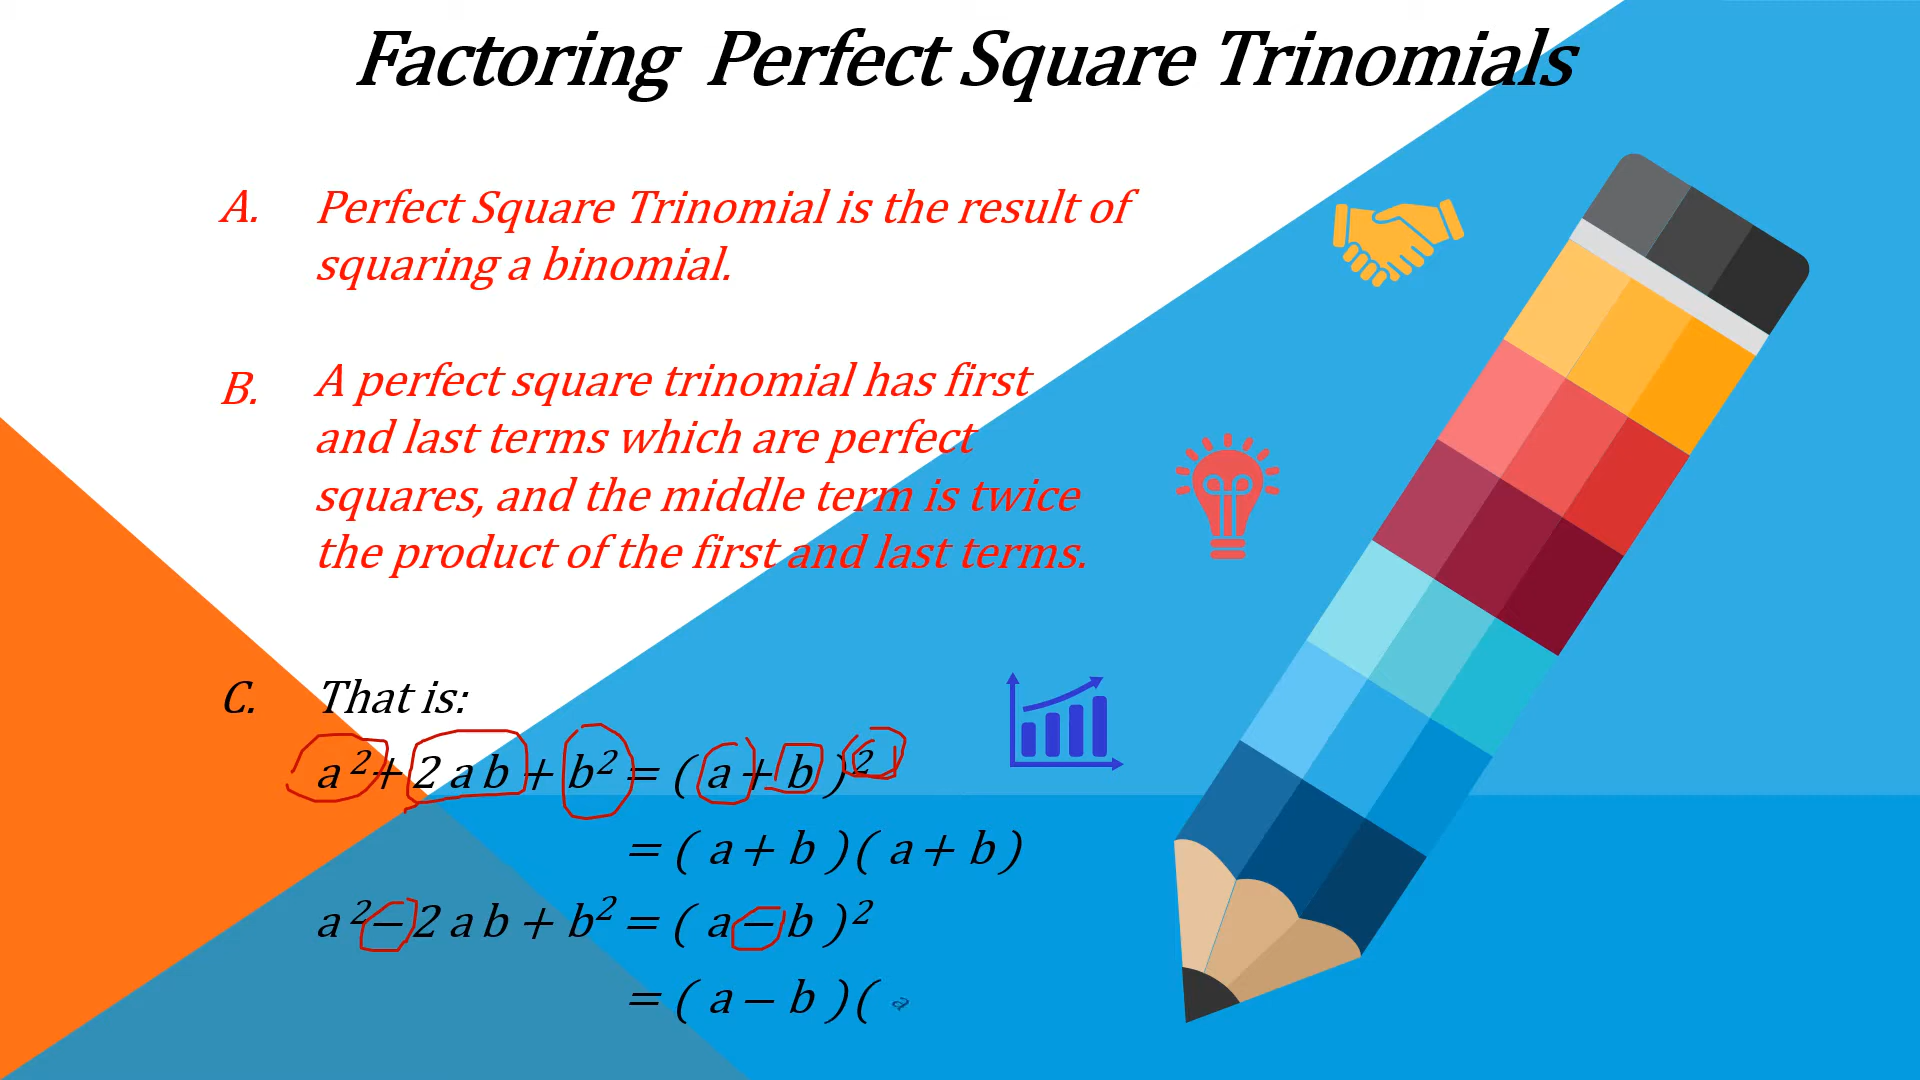 Factoring Perfect Square Trinomials
A. Perfect Square Trinomial is the result of
squaring a binomial.
B. A perfect square trinomial has first
and last terms which are perfect
squares, and the middle term is twice
the product of the first and last terms.
C. That is:
a² + 2ab + b² = (a + b)²
= (a + b)(a + b)
a² − 2ab + b² = (a − b)²
= (a − b)( a